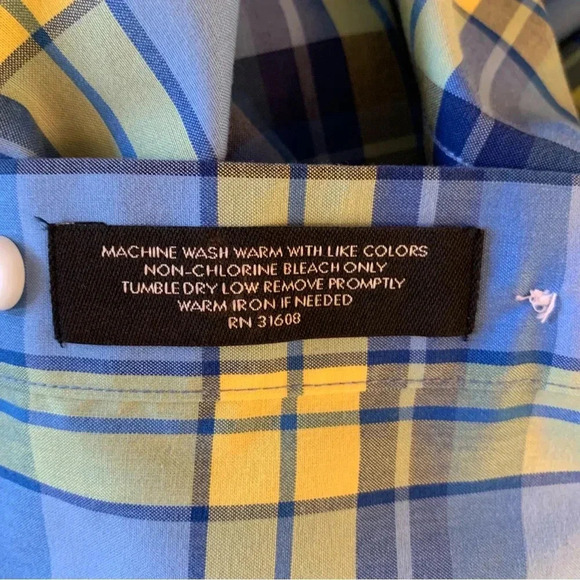 MACHINE WASH WARM WITH LIKE COLORS
NON-CHLORINE BLEACH ONLY
TUMBLE DRY LOW REMOVE PROMPTLY
WARM IRON IF NEEDED
RN 31608